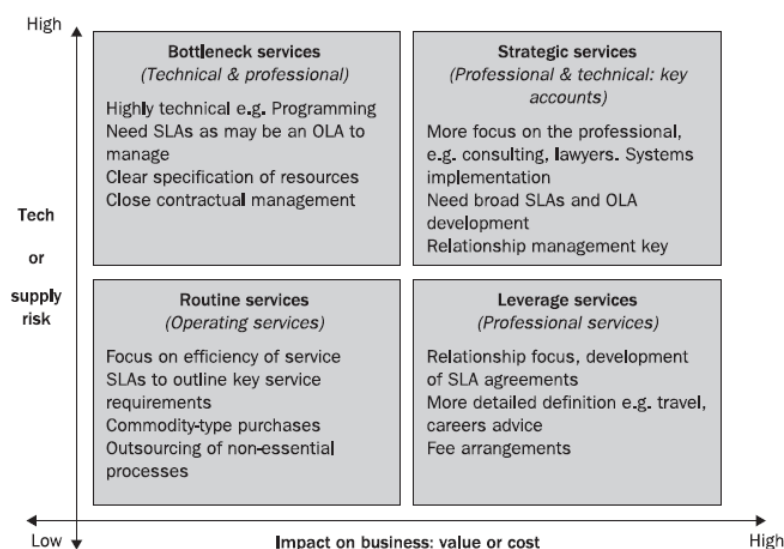 High
Bottleneck services
(Technical & professional)
Highly technical e.g. Programming
Need SLAs as may be an OLA to
manage
Clear specification of resources
Close contractual management
Strategic services
(Professional & technical: key
accounts)
More focus on the professional,
e.g. consulting, lawyers. Systems
implementation
Need broad SLAs and OLA
development
Relationship management key
Tech
or
supply
risk
Routine services
(Operating services)
Focus on efficiency of service
SLAs to outline key service
requirements
Commodity-type purchases
Outsourcing of non-essential
processes
Leverage services
(Professional services)
Relationship focus, development
of SLA agreements
More detailed definition e.g. travel,
careers advice
Fee arrangements
Low
Impact on business: value or cost
High